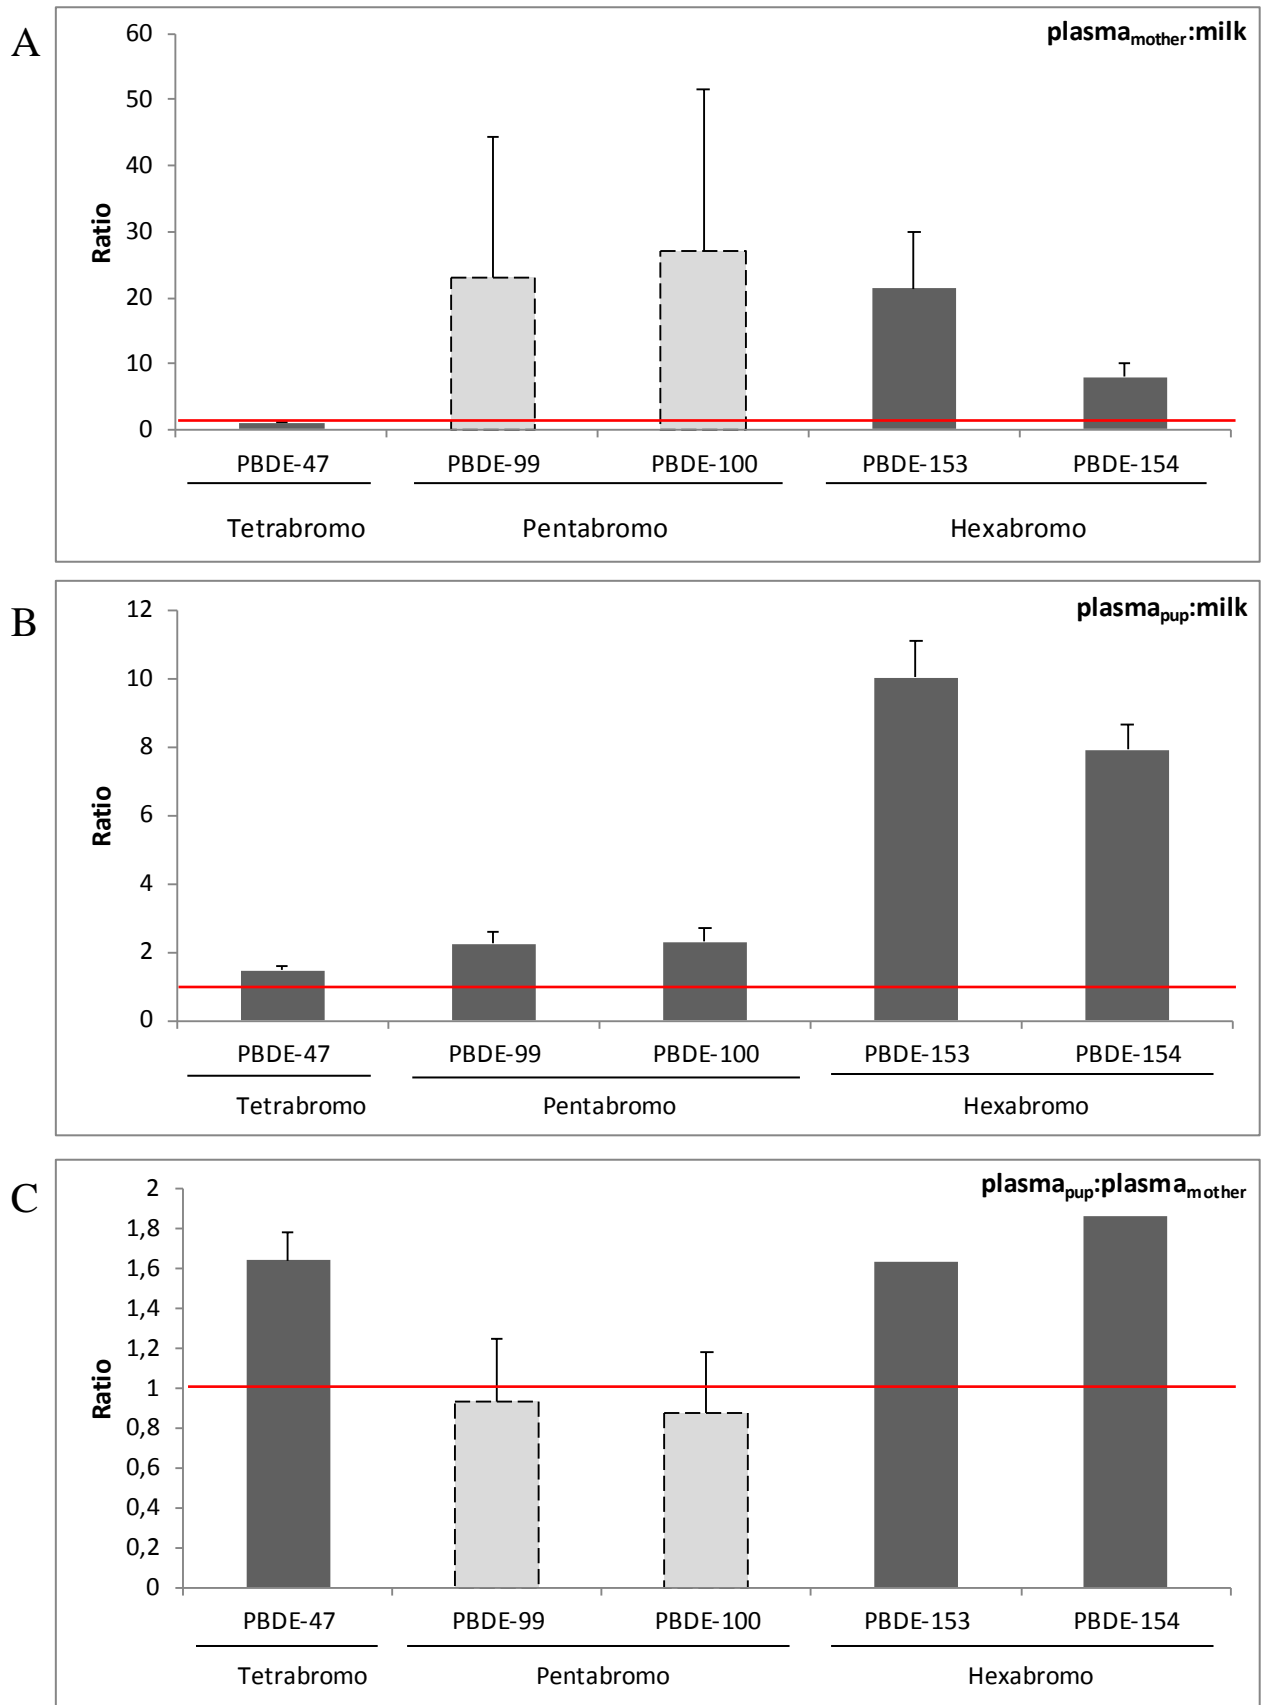 A
plasmamother:milk
60
50
40
30
20
10
0
Ratio
PBDE-47 PBDE-99 PBDE-100 PBDE-153 PBDE-154
Tetrabromo Pentabromo Hexabromo
B
plasmapup:milk
12
10
8
6
4
2
0
Ratio
PBDE-47 PBDE-99 PBDE-100 PBDE-153 PBDE-154
Tetrabromo Pentabromo Hexabromo
C
plasmapup:plasmamother
2
1,8
1,6
1,4
1,2
1
0,8
0,6
0,4
0,2
0
Ratio
PBDE-47 PBDE-99 PBDE-100 PBDE-153 PBDE-154
Tetrabromo Pentabromo Hexabromo